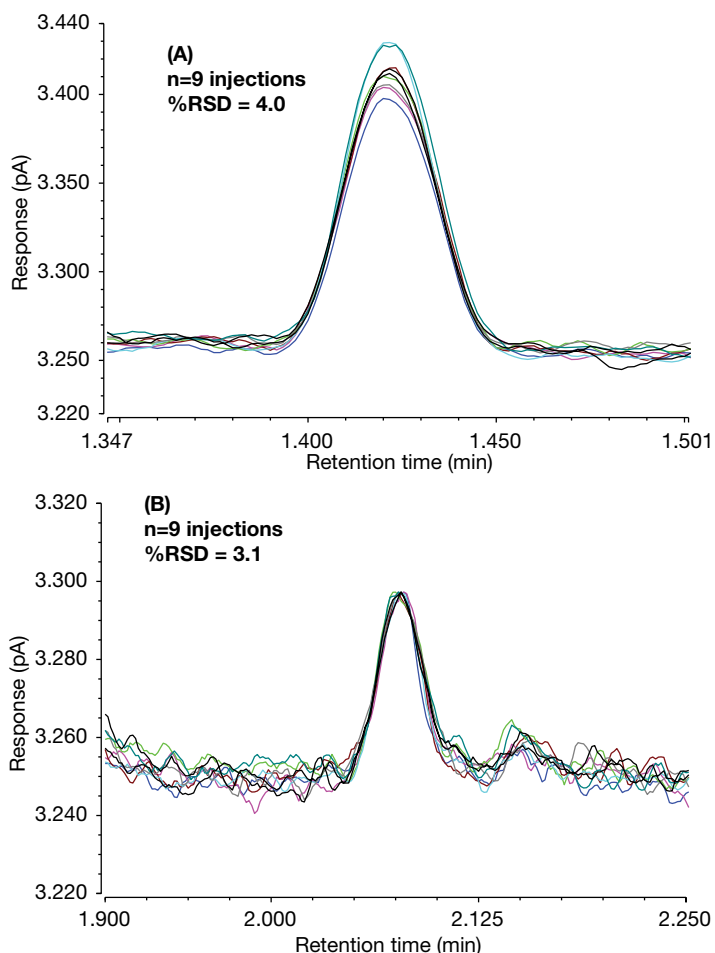 (A)
n=9 injections
%RSD = 4.0
Response (pA)
3.440
3.400
3.350
3.300
3.250
3.220
1.347
1.400
1.450
1.501
Retention time (min)
(B)
n=9 injections
%RSD = 3.1
Response (pA)
3.320
3.300
3.280
3.260
3.240
3.220
1.900
2.000
2.125
2.250
Retention time (min)